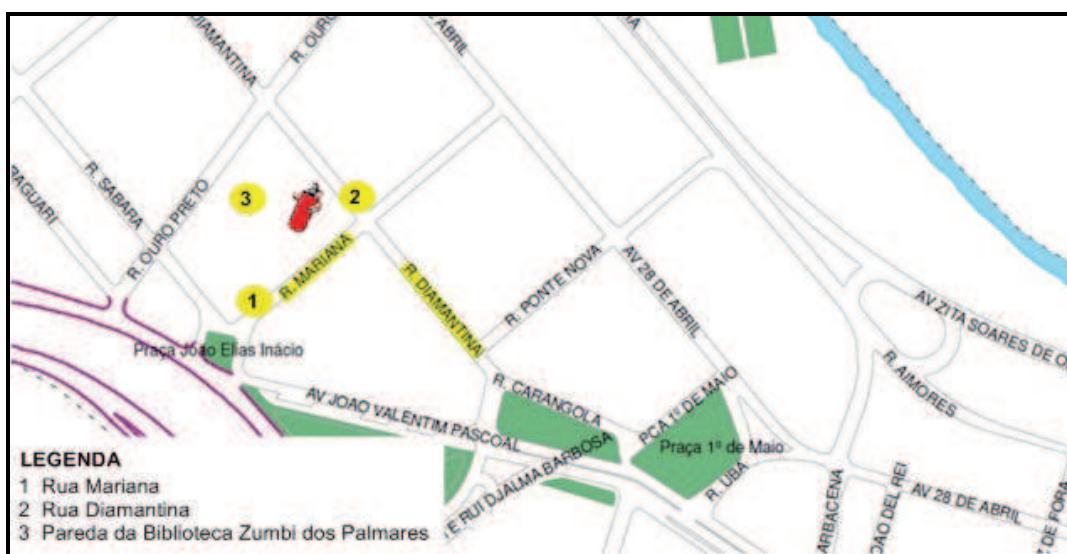 DIAMANTINA
R. OURO
ABRIL
R. SABARA
R. OURO PRETO
3
2
1
R. MARIANA
R. DIAMANTINA
R. PONTE NOVA
AV 28 DE ABRIL
AV ZITA SOARES DE O
R. AIMORES
Praça João Elias Inácio
R. CARANGOLA
AV JOAO VALENTIM PASCOAL
PCA 1º DE MAIO
Praça 1º de Maio
E RUI DJALMA BARBOSA
R. UBA
AV 28 DE ABRIL
ARBACENA
OAO DEL REI
DE FORA
LEGENDA
1 Rua Mariana
2 Rua Diamantina
3 Pareda da Biblioteca Zumbi dos Palmares